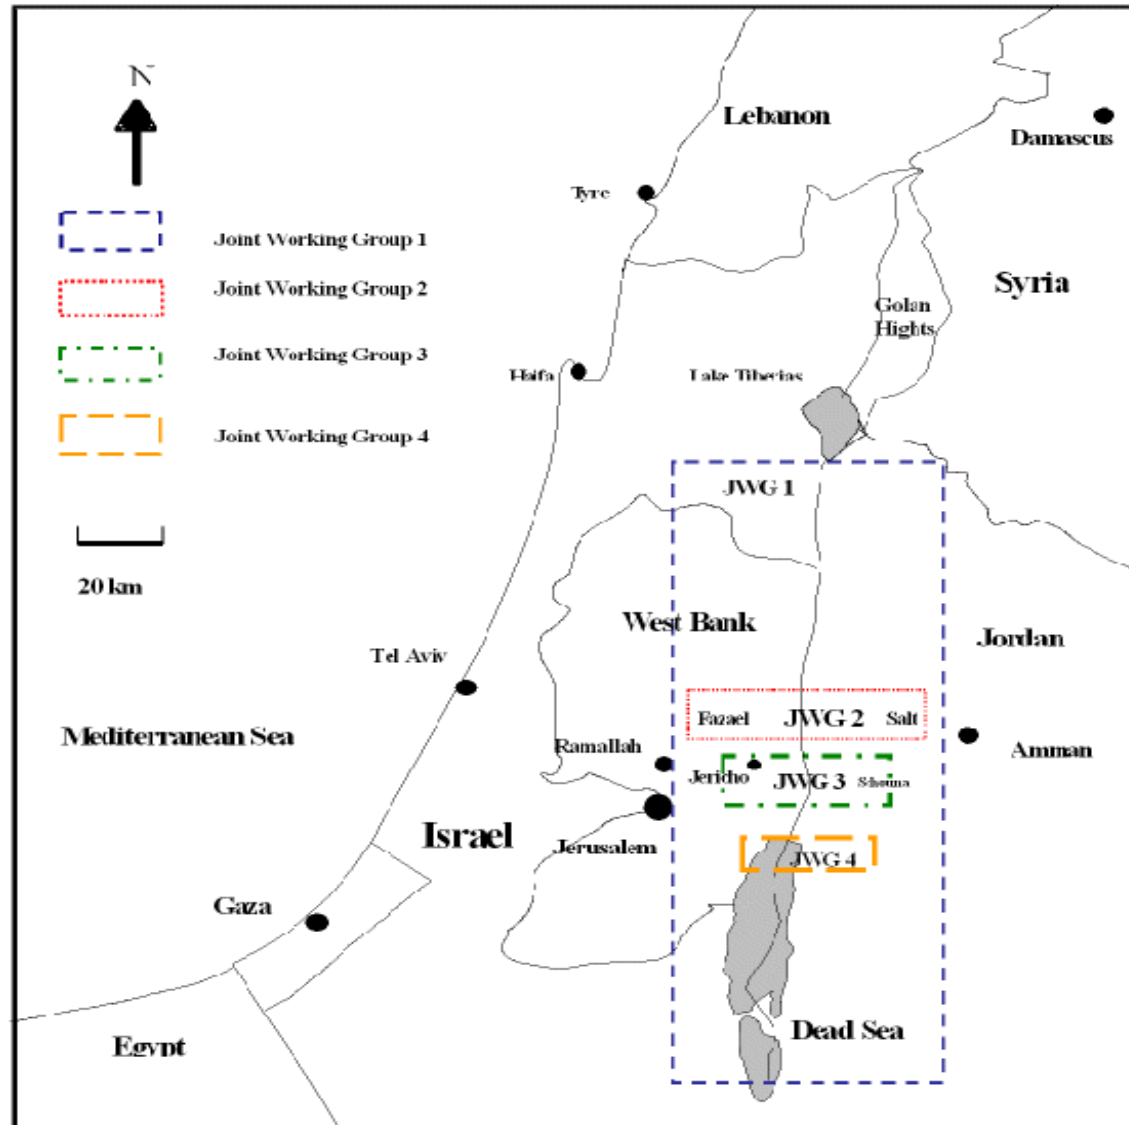 N
Lebanon
Damascus
Tyre
Joint Working Group 1
Joint Working Group 2
Syria
Golan
Hights
Joint Working Group 3
Haifa
Lake Tiberias
Joint Working Group 4
JWG 1
20 km
West Bank
Jordan
Tel Aviv
Fazael
JWG 2
Salt
Mediterranean Sea
Ramallah
Amman
Jericho
JWG 3
Shouna
Israel
Jerusalem
JWG 4
Gaza
Dead Sea
Egypt